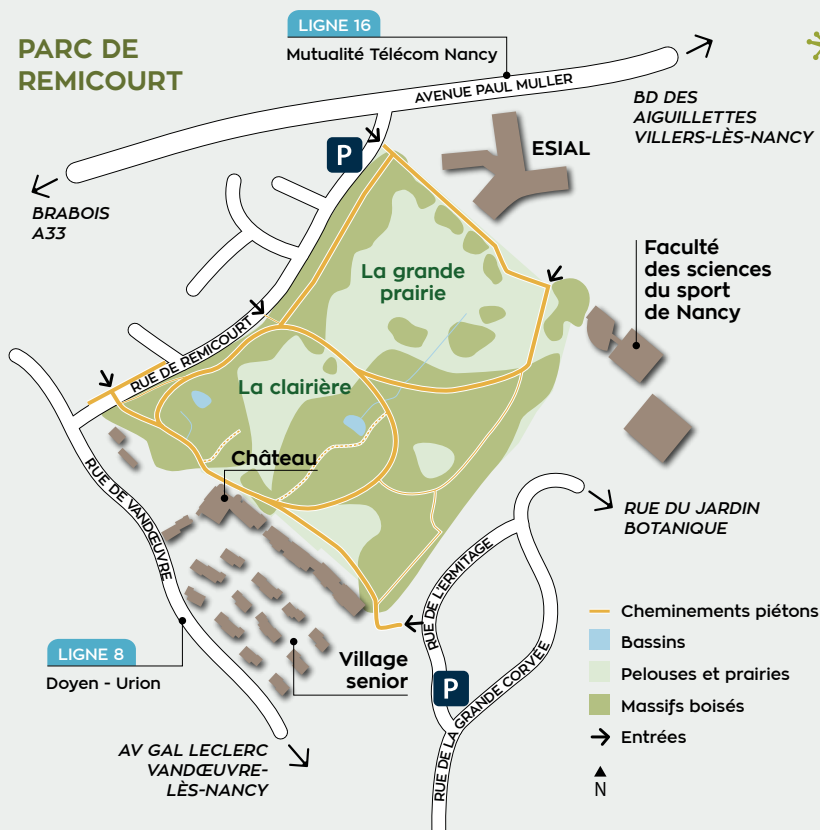 PARC DE
REMICOURT
LIGNE 16
Mutualité Télécom Nancy
AVENUE PAUL MULLER
BD DES
AIGUILLETTES
VILLERS-LÈS-NANCY
P
ESIAL
BRABOIS
A33
La grande
prairie
Faculté
des sciences
du sport
de Nancy
RUE DE REMICOURT
La clairière
Château
RUE DE VANDŒUVRE
RUE DU JARDIN
BOTANIQUE
RUE DE L'ERMITAGE
LIGNE 8
Doyen - Urion
Village
senior
P
RUE DE LA GRANDE CORVÉE
AV GAL LECLERC
VANDŒUVRE-
LÈS-NANCY
Cheminements piétons
Bassins
Pelouses et prairies
Massifs boisés
Entrées
N